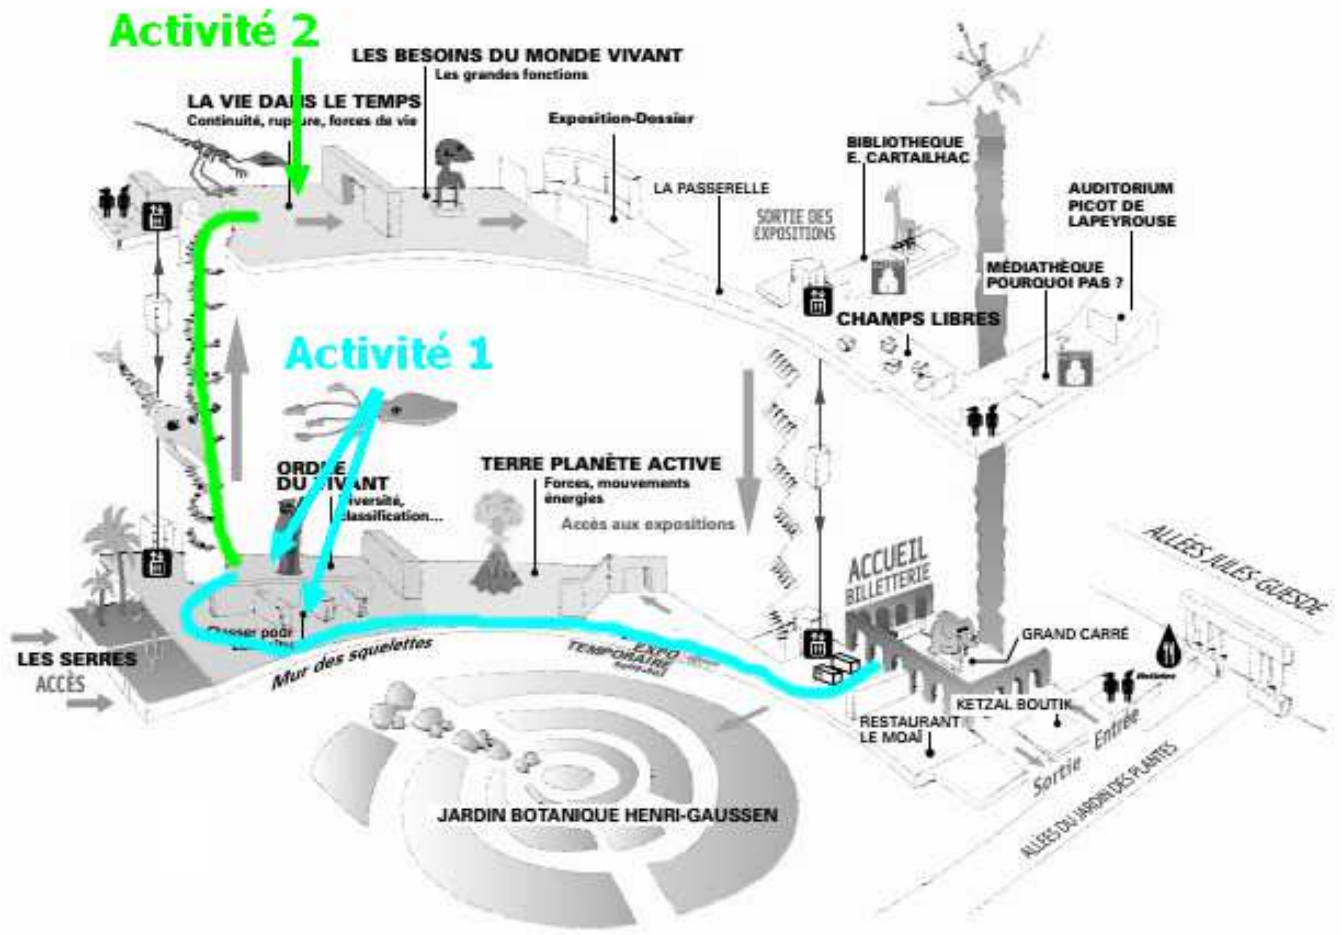 Activité 2
LES BESOINS DU MONDE VIVANT
Les grandes fonctions
LA VIE DANS LE TEMPS
Continuité, rupture, forces de vie
Exposition-Dossier
BIBLIOTHEQUE
E. CARTAILHAC
LA PASSERELLE
SORTIE DES
EXPOSITIONS
AUDITORIUM
PICOT DE
LAPEYROUSE
MÉDIATHÈQUE
POURQUOI PAS ?
CHAMPS LIBRES
Activité 1
ORDRE
DU VIVANT
diversité,
classification...
TERRE PLANÈTE ACTIVE
Forces, mouvements
énergies
Accès aux expositions
ACCUEIL
BILLETTERIE
ALLÉES JULES-GUESDE
Classer pour
Mur des squelettes
EXPO
TEMPORAIRE
GRAND CARRÉ
LES SERRES
ACCÈS
KETZAL BOUTIK
RESTAURANT
LE MOAÏ
Entrée
Sortie
ALLÉES DU JARDIN DES PLANTES
JARDIN BOTANIQUE HENRI-GAUSSEN